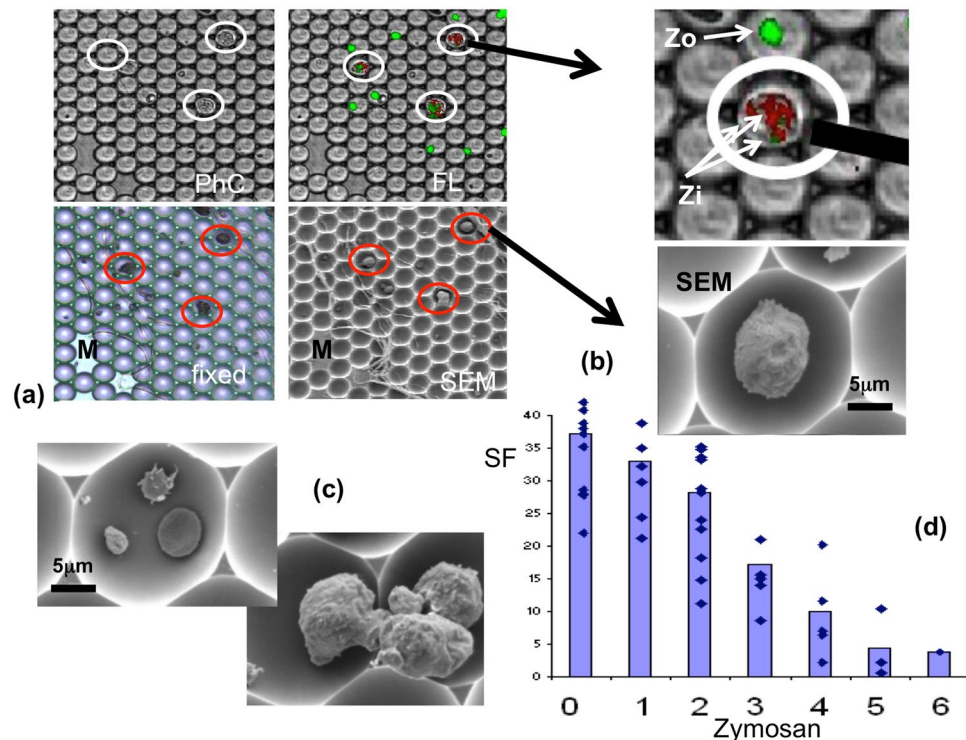 PhC
FL
Zo
Zi
M
fixed
M
SEM
(a)
SEM
5μm
(b)
(c)
5μm
(d)
SF
40
35
30
25
20
15
10
5
0
0 1 2 3 4 5 6
Zymosan